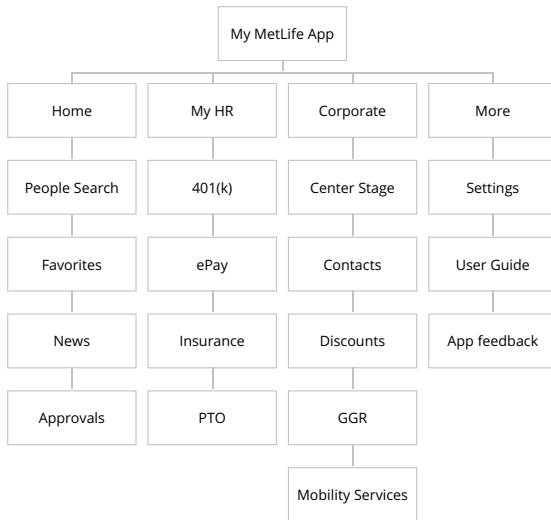 My MetLife App
Home
My HR
Corporate
More
People Search
401(k)
Center Stage
Settings
Favorites
ePay
Contacts
User Guide
News
Insurance
Discounts
App feedback
Approvals
PTO
GGR
Mobility Services